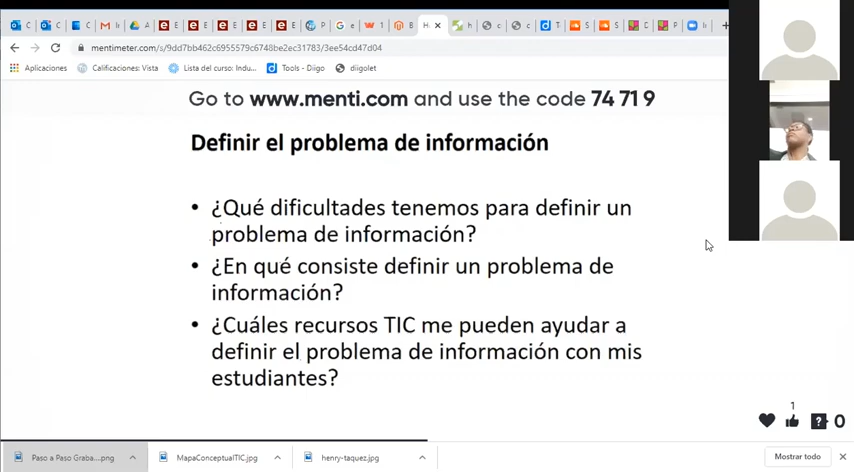 mentimeter.com/s/9dd7bb462c6955579c6748be2ec31783/3ee54cd47d04
Aplicaciones
Calificaciones: Vista
Lista del curso: Indu...
Tools - Diigo
diigolet
Go to www.menti.com and use the code 74 71 9
Definir el problema de información
• ¿Qué dificultades tenemos para definir un
problema de información?
• ¿En qué consiste definir un problema de
información?
• ¿Cuáles recursos TIC me pueden ayudar a
definir el problema de información con mis
estudiantes?
1
0
Paso a Paso Graba....png
MapaConceptualTIC.jpg
henry-taquez.jpg
Mostrar todo